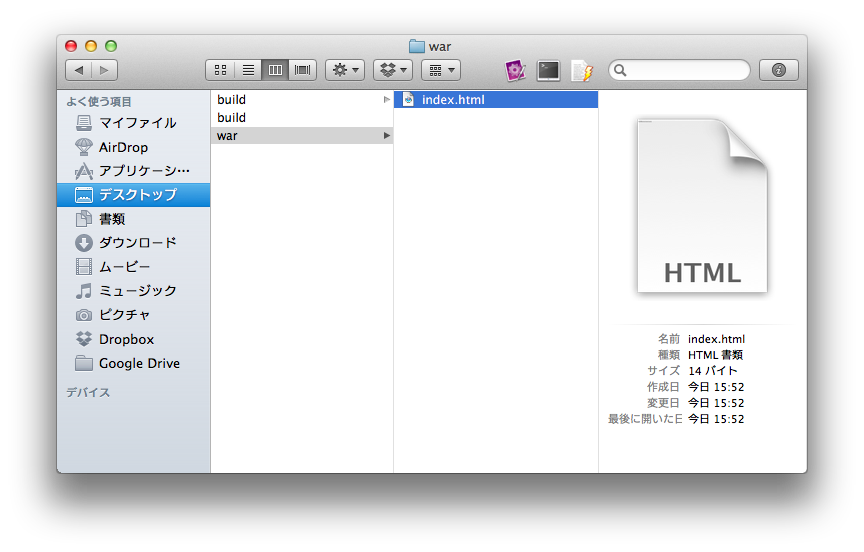 war
よく使う項目
マイファイル
AirDrop
アプリケーシ…
デスクトップ
書類
ダウンロード
ムービー
ミュージック
ピクチャ
Dropbox
Google Drive
デバイス
build
build
war
index.html
HTML
名前 index.html
種類 HTML 書類
サイズ 14 バイト
作成日 今日 15:52
変更日 今日 15:52
最後に開いた日 今日 15:52